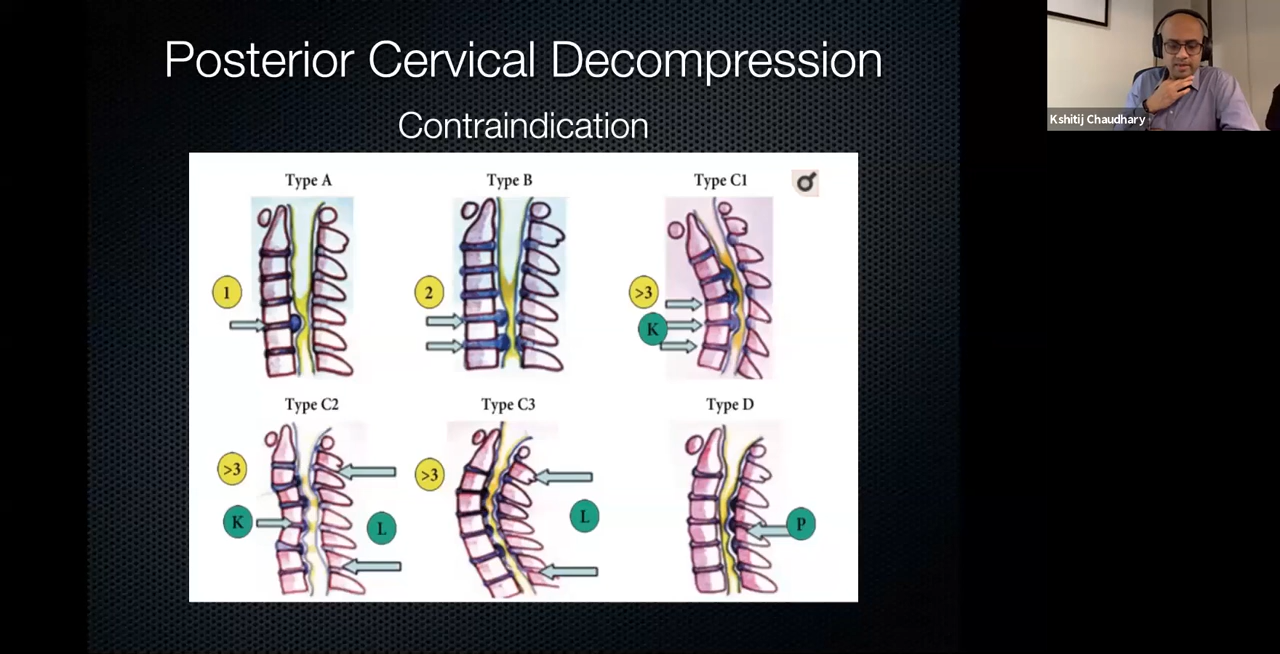 Posterior Cervical Decompression
Contraindication
Kshitij Chaudhary
Type A
Type B
Type C1
1
2
>3
K
Type C2
Type C3
Type D
>3
>3
K
L
L
P